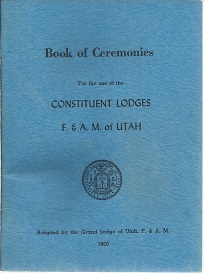 Book of Ceremonies
For the use of the
CONSTITUENT LODGES
F. & A. M. of UTAH
Adopted by the Grand Lodge of Utah, F. & A. M.